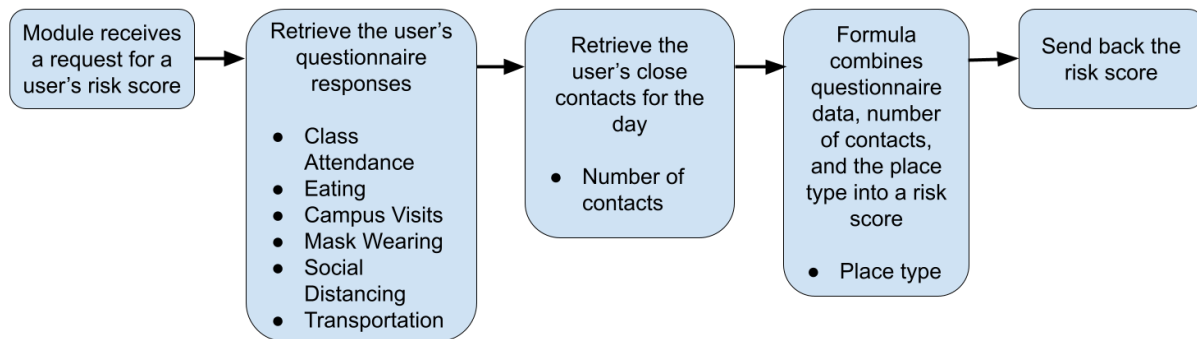 Module receives
a request for a
user's risk score
Retrieve the user's
questionnaire
responses
● Class
Attendance
● Eating
● Campus Visits
● Mask Wearing
● Social
Distancing
● Transportation
Retrieve the
user's close
contacts for the
day
● Number of
contacts
Formula
combines
questionnaire
data, number
of contacts,
and the place
type into a risk
score
● Place type
Send back the
risk score